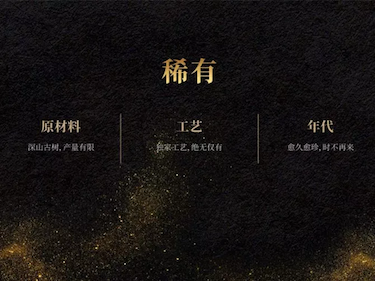 稀有
原材料
深山古树,产量有限
工艺
独家工艺,绝无仅有
年代
愈久愈珍,时不再来